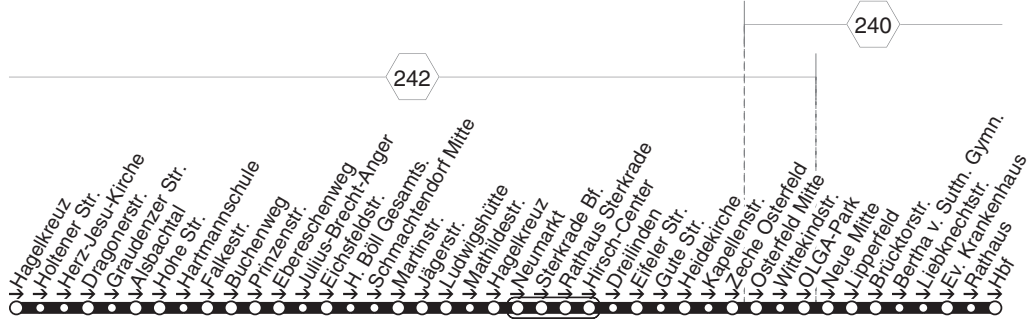 240
242
Hagelkreuz
Holtener Str.
Herz-Jesu-Kirche
Dragonerstr.
Graudenzer Str.
Alsbachtal
Hohe Str.
Hartmannschule
Falkestr.
Buchenweg
Prinzenstr.
Ebereschenweg
Julius-Brecht-Anger
Eichsfeldstr.
H. Böll Gesamts.
Schmachtendorf Mitte
Martinstr.
Jägerstr.
Ludwigshütte
Mathildestr.
Hagelkreuz
Neumarkt
Sterkrade Bf.
Rathaus Sterkrade
Hirsch-Center
Dreilinden
Eifeler Str.
Gute Str.
Heidekirche
Kapellenstr.
Zeche Osterfeld
Osterfeld Mitte
Wittekindstr.
OLGA-Park
Neue Mitte
Lipperfeld
Brücktorstr.
Bertha v. Suttn. Gymn.
Liebknechtstr.
Ev. Krankenhaus
Rathaus
Hbf